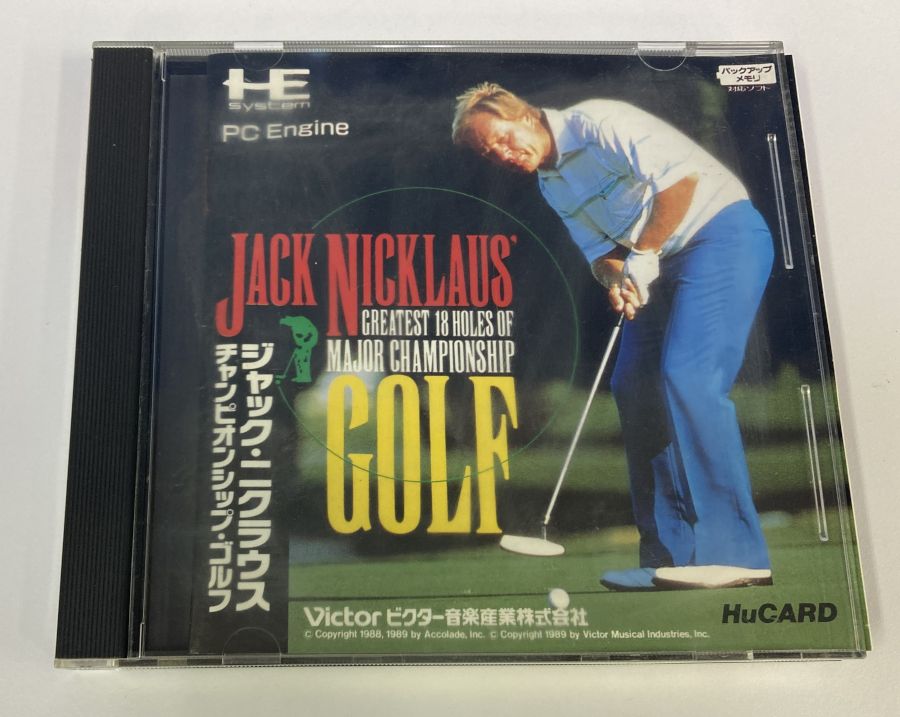 HE
system
PC Engine
バックアップ
メモリ
対応ソフト
JACK NICKLAUS'
GREATEST 18 HOLES OF
MAJOR CHAMPIONSHIP
GOLF
ジャック・ニクラウス
チャンピオンシップ・ゴルフ
Victor ビクター音楽産業株式会社
© Copyright 1988, 1989 by Accolade, Inc. © Copyright 1989 by Victor Musical Industries, Inc.
HuCARD